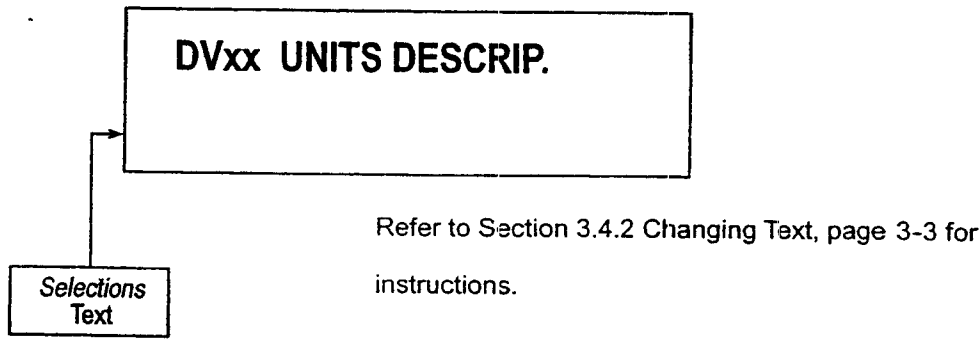 DVxx UNITS DESCRIP.
Refer to Section 3.4.2 Changing Text, page 3-3 for
instructions.
Selections
Text